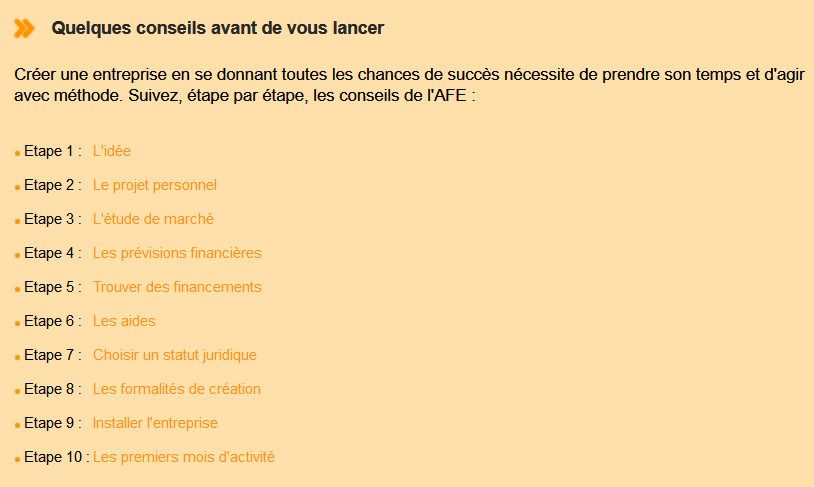 Quelques conseils avant de vous lancer
Créer une entreprise en se donnant toutes les chances de succès nécessite de prendre son temps et d'agir
avec méthode. Suivez, étape par étape, les conseils de l'AFE :
Etape 1 : L'idée
Etape 2 : Le projet personnel
Etape 3 : L'étude de marché
Etape 4 : Les prévisions financières
Etape 5 : Trouver des financements
Etape 6 : Les aides
Etape 7 : Choisir un statut juridique
Etape 8 : Les formalités de création
Etape 9 : Installer l'entreprise
Etape 10 : Les premiers mois d'activité